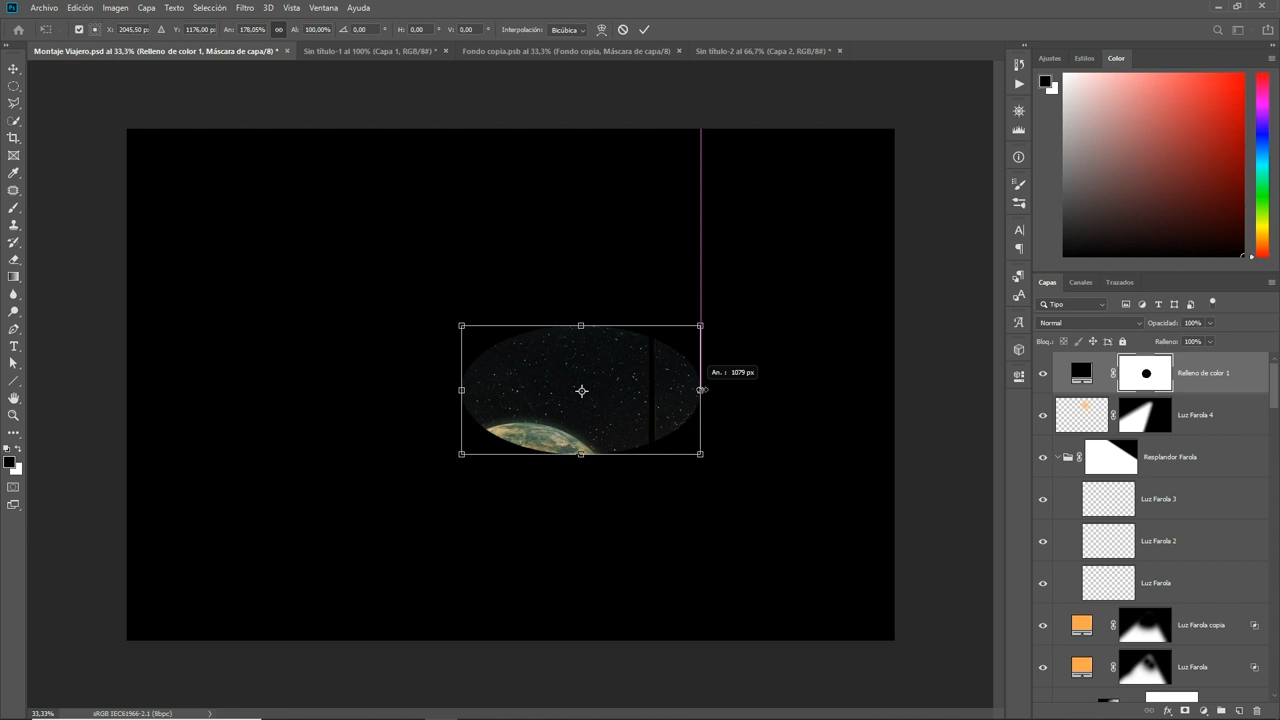 Archivo Edición Imagen Capa Texto Selección Filtro 3D Vista Ventana Ayuda
X: 2045,50 px Y: 1176,00 px An: 178,05% Al: 100,00% 0,00 ° H: 0,00 ° V: 0,00 ° Interpolación: Bicúbica
Montaje Viajero.psd al 33,3% (Relleno de color 1, Máscara de capa/8) * × Sin título-1 al 100% (Capa 1, RGB/8#) * × Fondo copia.psb al 33,3% (Fondo copia, Máscara de capa/8) × Sin título-2 al 66,7% (Capa 2, RGB/8#) * ×
Ajustes Estilos Color
Capas Canales Trazados
Tipo
Normal Opacidad: 100%
Bloq.: Relleno: 100%
An. : 1079 px
Relleno de color 1
Luz Farola 4
Resplandor Farola
Luz Farola 3
Luz Farola 2
Luz Farola
Luz Farola copia
Luz Farola
33,33% sRGB IEC61966-2.1 (8bpc)